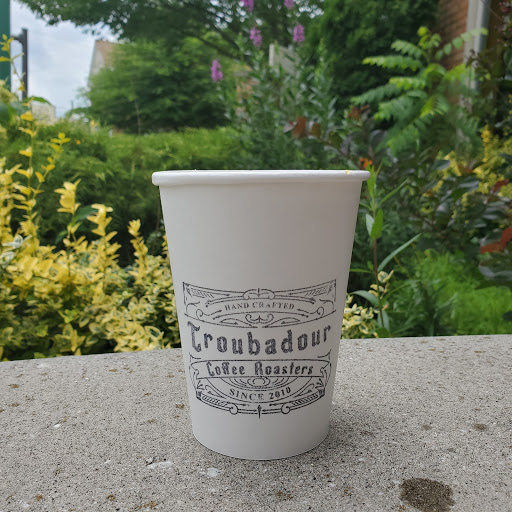 HAND CRAFTED
Troubadour
Coffee Roasters
SINCE 2010